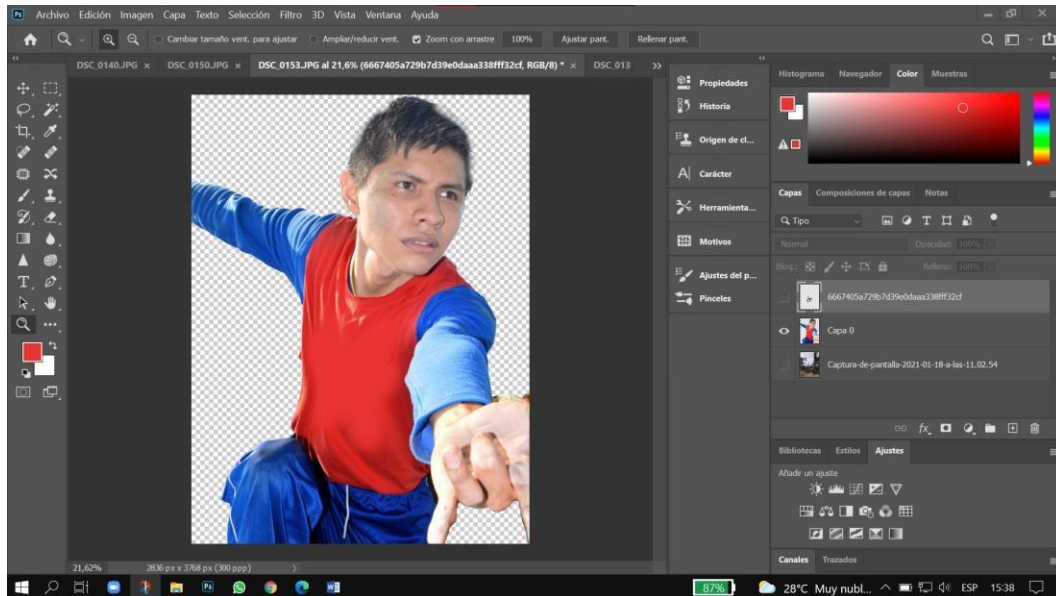 Ps Archivo Edición Imagen Capa Texto Selección Filtro 3D Vista Ventana Ayuda
Cambiar tamaño vent. para ajustar Ampliar/reducir vent. Zoom con arrastre 100% Ajustar pant. Rellenar pant.
DSC_0140.JPG × DSC_0150.JPG × DSC_0153.JPG al 21,6% (6667405a729b7d39e0daaa338fff32cf, RGB/8) * × DSC_013
Propiedades
Historia
Origen de cl...
A| Carácter
Herramienta...
Motivos
Ajustes del p...
Pinceles
Histograma Navegador Color Muestras
Capas Composiciones de capas Notas
Tipo
Normal Opacidad: 100%
Bloq.: Relleno: 100%
6667405a729b7d39e0daaa338fff32cf
Capa 0
Captura-de-pantalla-2021-01-18-a-las-11.02.54
fx
Bibliotecas Estilos Ajustes
Añadir un ajuste
Canales Trazados
21,62% 2836 px x 3768 px (300 ppp)
Ps 87% 28°C Muy nubl... ESP 15:38